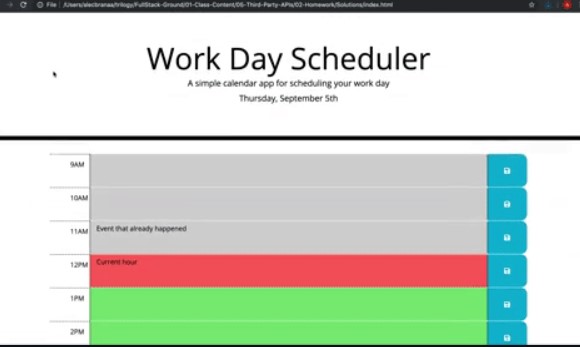 File | /Users/alecbranae/trilogy/FullStack-Ground/01-Class-Content/05-Third-Party-APIs/02-Homework/Solutions/index.html
Work Day Scheduler
A simple calendar app for scheduling your work day
Thursday, September 5th
9AM
10AM
11AM Event that already happened
12PM Current hour
1PM
2PM